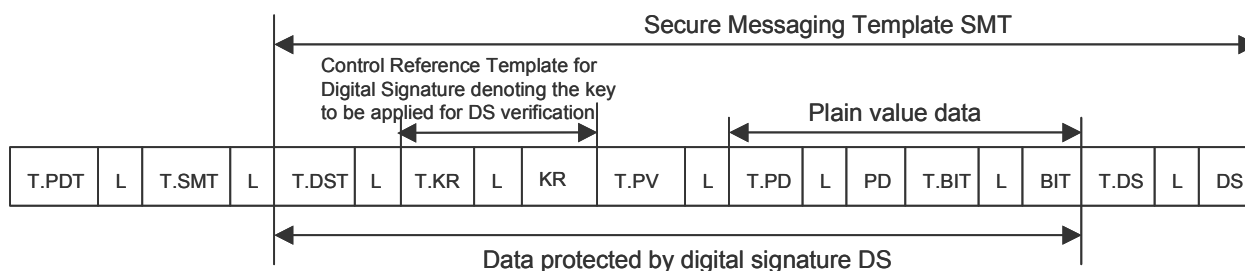 Secure Messaging Template SMT
Control Reference Template for
Digital Signature denoting the key
to be applied for DS verification
Plain value data
T.PDT L T.SMT L T.DST L T.KR L KR T.PV L T.PD L PD T.BIT L BIT T.DS L DS
Data protected by digital signature DS